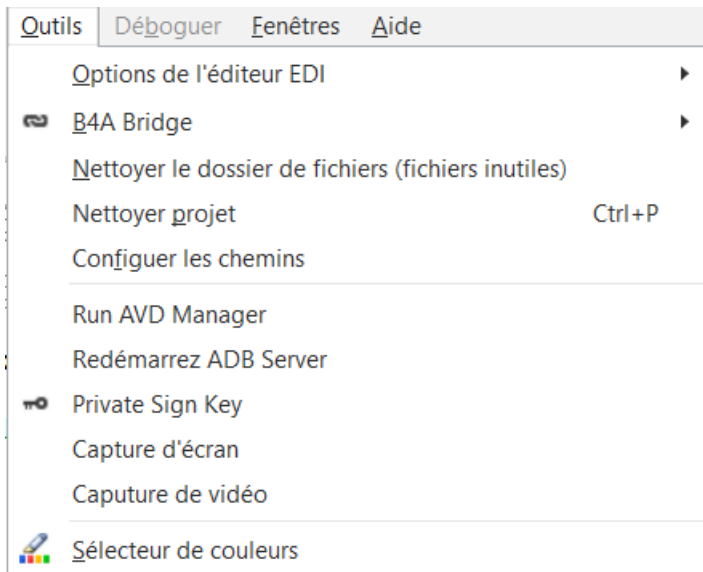 Outils Déboguer Fenêtres Aide
Options de l'éditeur EDI
B4A Bridge
Nettoyer le dossier de fichiers (fichiers inutiles)
Nettoyer projet Ctrl+P
Configuer les chemins
Run AVD Manager
Redémarrez ADB Server
Private Sign Key
Capture d'écran
Caputure de vidéo
Sélecteur de couleurs